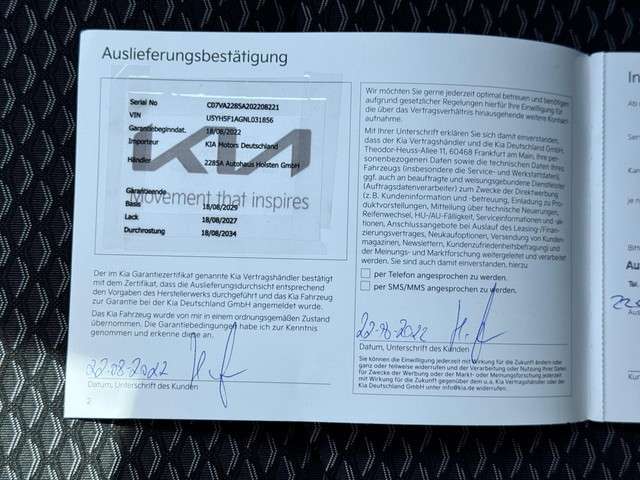 Auslieferungsbestätigung
Serial No C07VA2285A202208221
VIN U5YH5F1AGNL031856
Garantiebeginndat. 18/08/2022
Importeur KIA Motors Deutschland
Händler 2285A Autohaus Holsten GmbH
KIA
Movement that inspires
Garantieende
Basis 18/08/2029
Lack 18/08/2027
Durchrostung 18/08/2034
Der im Kia Garantiezertifikat genannte Kia Vertragshändler bestätigt
mit dem Zertifikat, dass die Auslieferungsdurchsicht entsprechend
den Vorgaben des Herstellerwerks durchgeführt und das Kia Fahrzeug
zur Garantie bei der Kia Deutschland GmbH angemeldet wurde.
Das Kia Fahrzeug wurde von mir in einem ordnungsgemäßen Zustand
übernommen. Die Garantiebedingungen habe ich zur Kenntnis
genommen und erkenne diese an.
22-08-2022
Datum, Unterschrift des Kunden
2
Wir möchten Sie gerne jederzeit optimal betreuen und benötigen
aufgrund gesetzlicher Regelungen hierfür Ihre Einwilligung für
die über das Vertragsverhältnis hinausgehende weitere Kontakt-
aufnahme.
Mit Ihrer Unterschrift erklären Sie sich damit einverstanden,
dass der Kia Vertragshändler und die Kia Deutschland GmbH,
Theodor-Heuss-Allee 11, 60468 Frankfurt am Main, Ihre per-
sonenbezogenen Daten sowie die technischen Daten Ihres
Fahrzeugs (insbesondere die Service- und Werkstattdaten),
ggf. auch an beauftragte und weisungsgebundene Dienstleister
(Auftragsdatenverarbeiter) zum Zwecke der Direktwerbung
(z. B. Kundeninformation und -betreuung, Einladung zu Pro-
duktvorstellungen, Mitteilung über technische Neuerungen,
Reifenwechsel, HU-/AU-Fälligkeit, Serviceinformationen und -ak-
tionen, Anschlussangebote bei Auslauf des Leasing-/Finan-
zierungsvertrages, Neukaufoptionen, Versendung von Kunden-
magazinen, Newslettern, Kundenzufriedenheitsbefragung) und
der Meinungs- und Marktforschung weitergeleitet und verarbeitet
werden. Sie sind auch damit einverstanden, hierzu
per Telefon angesprochen zu werden.
per SMS/MMS angesprochen zu werden.
22-8-2022
Datum, Unterschrift des Kunden
Sie können die Einwilligung jederzeit mit Wirkung für die Zukunft ändern oder
ganz oder teilweise widerrufen und der Verarbeitung oder Nutzung Ihrer Daten
für Zwecke der Werbung oder der Markt- oder Meinungsforschung jederzeit
mit Wirkung für die Zukunft gegenüber dem u.a. Kia Vertragshändler oder der
Kia Deutschland GmbH unter info@kia.de widerrufen.